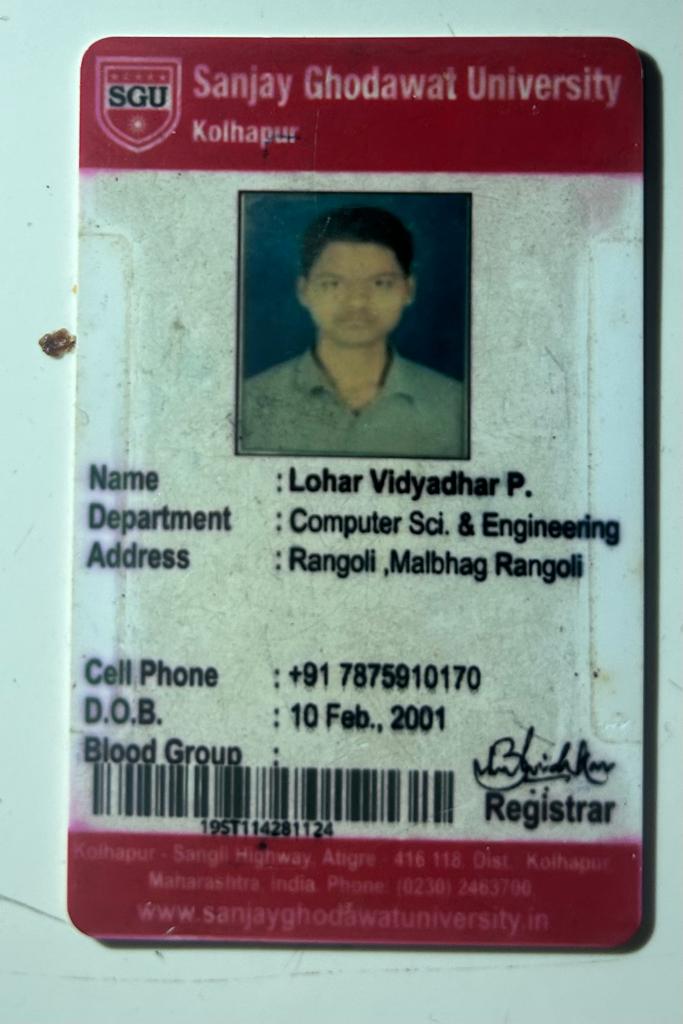 SGU
Sanjay Ghodawat University
Kolhapur
Name : Lohar Vidyadhar P.
Department : Computer Sci. & Engineering
Address : Rangoli ,Malbhag Rangoli
Cell Phone : +91 7875910170
D.O.B. : 10 Feb., 2001
Blood Group :
Registrar
19ST114281124
Kolhapur - Sangli Highway, Atigre - 416 118, Dist. Kolhapur,
Maharashtra, India. Phone: (0230) 2463700,
www.sanjayghodawatuniversity.in